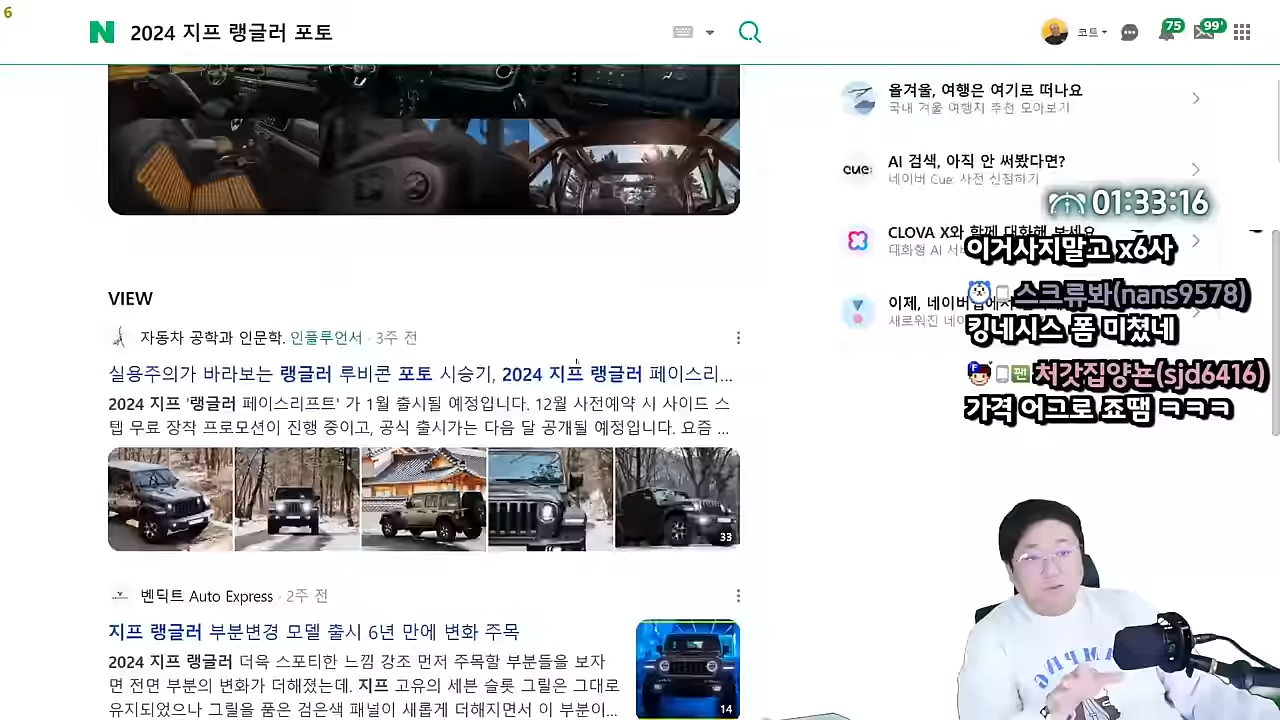 6
N 2024 지프 랭글러 포토
코트
75
99+
올겨울, 여행은 여기로 떠나요
국내 겨울 여행지 추천 모아보기
cue:
AI 검색, 아직 안 써봤다면?
네이버 Cue: 사전 신청하기
01:33:16
CLOVA X와 함께 대화해 보세요
대화형 AI 서비
이제, 네이버
새로워진 네이
이거사지말고 x6사
스크류봐(nans9578)
킹네시스 폼 미쳤네
팬 처갓집양뇬(sjd6416)
가격 어그로 죠땜 ㅋㅋㅋ
VIEW
자동차 공학과 인문학. 인플루언서 · 3주 전
실용주의가 바라보는 랭글러 루비콘 포토 시승기, 2024 지프 랭글러 페이스리...
2024 지프 '랭글러 페이스리프트' 가 1월 출시될 예정입니다. 12월 사전예약 시 사이드 스
텝 무료 장착 프로모션이 진행 중이고, 공식 출시가는 다음 달 공개될 예정입니다. 요즘 ...
33
벤딕트 Auto Express · 2주 전
지프 랭글러 부분변경 모델 출시 6년 만에 변화 주목
2024 지프 랭글러 더욱 스포티한 느낌 강조 먼저 주목할 부분들을 보자
면 전면 부분의 변화가 더해졌는데. 지프 고유의 세븐 슬롯 그릴은 그대로
유지되었으나 그릴을 품은 검은색 패널이 새롭게 더해지면서 이 부분이...
14